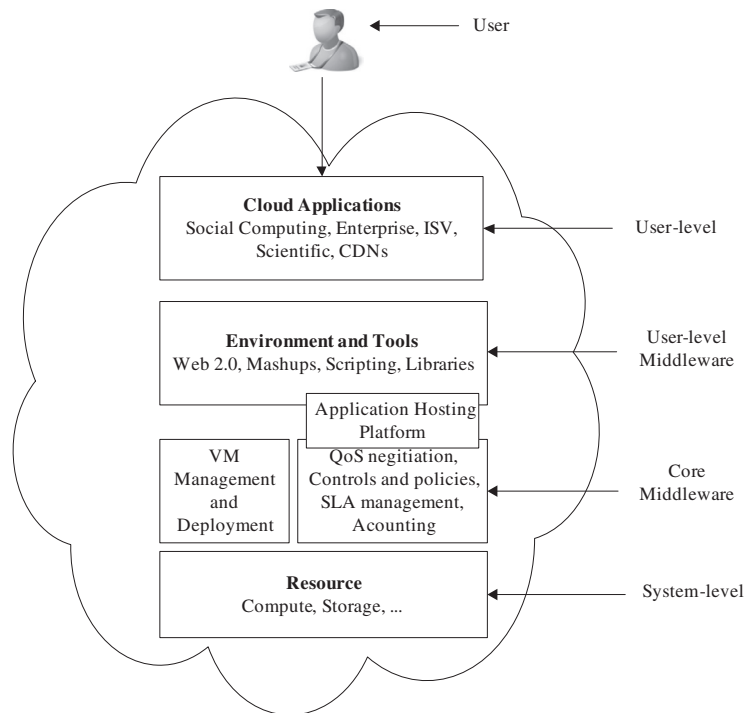 User
Cloud Applications
Social Computing, Enterprise, ISV,
Scientific, CDNs
User-level
Environment and Tools
Web 2.0, Mashups, Scripting, Libraries
User-level
Middleware
Application Hosting
Platform
VM
Management
and
Deployment
QoS negitiation,
Controls and policies,
SLA management,
Acounting
Core
Middleware
Resource
Compute, Storage, ...
System-level